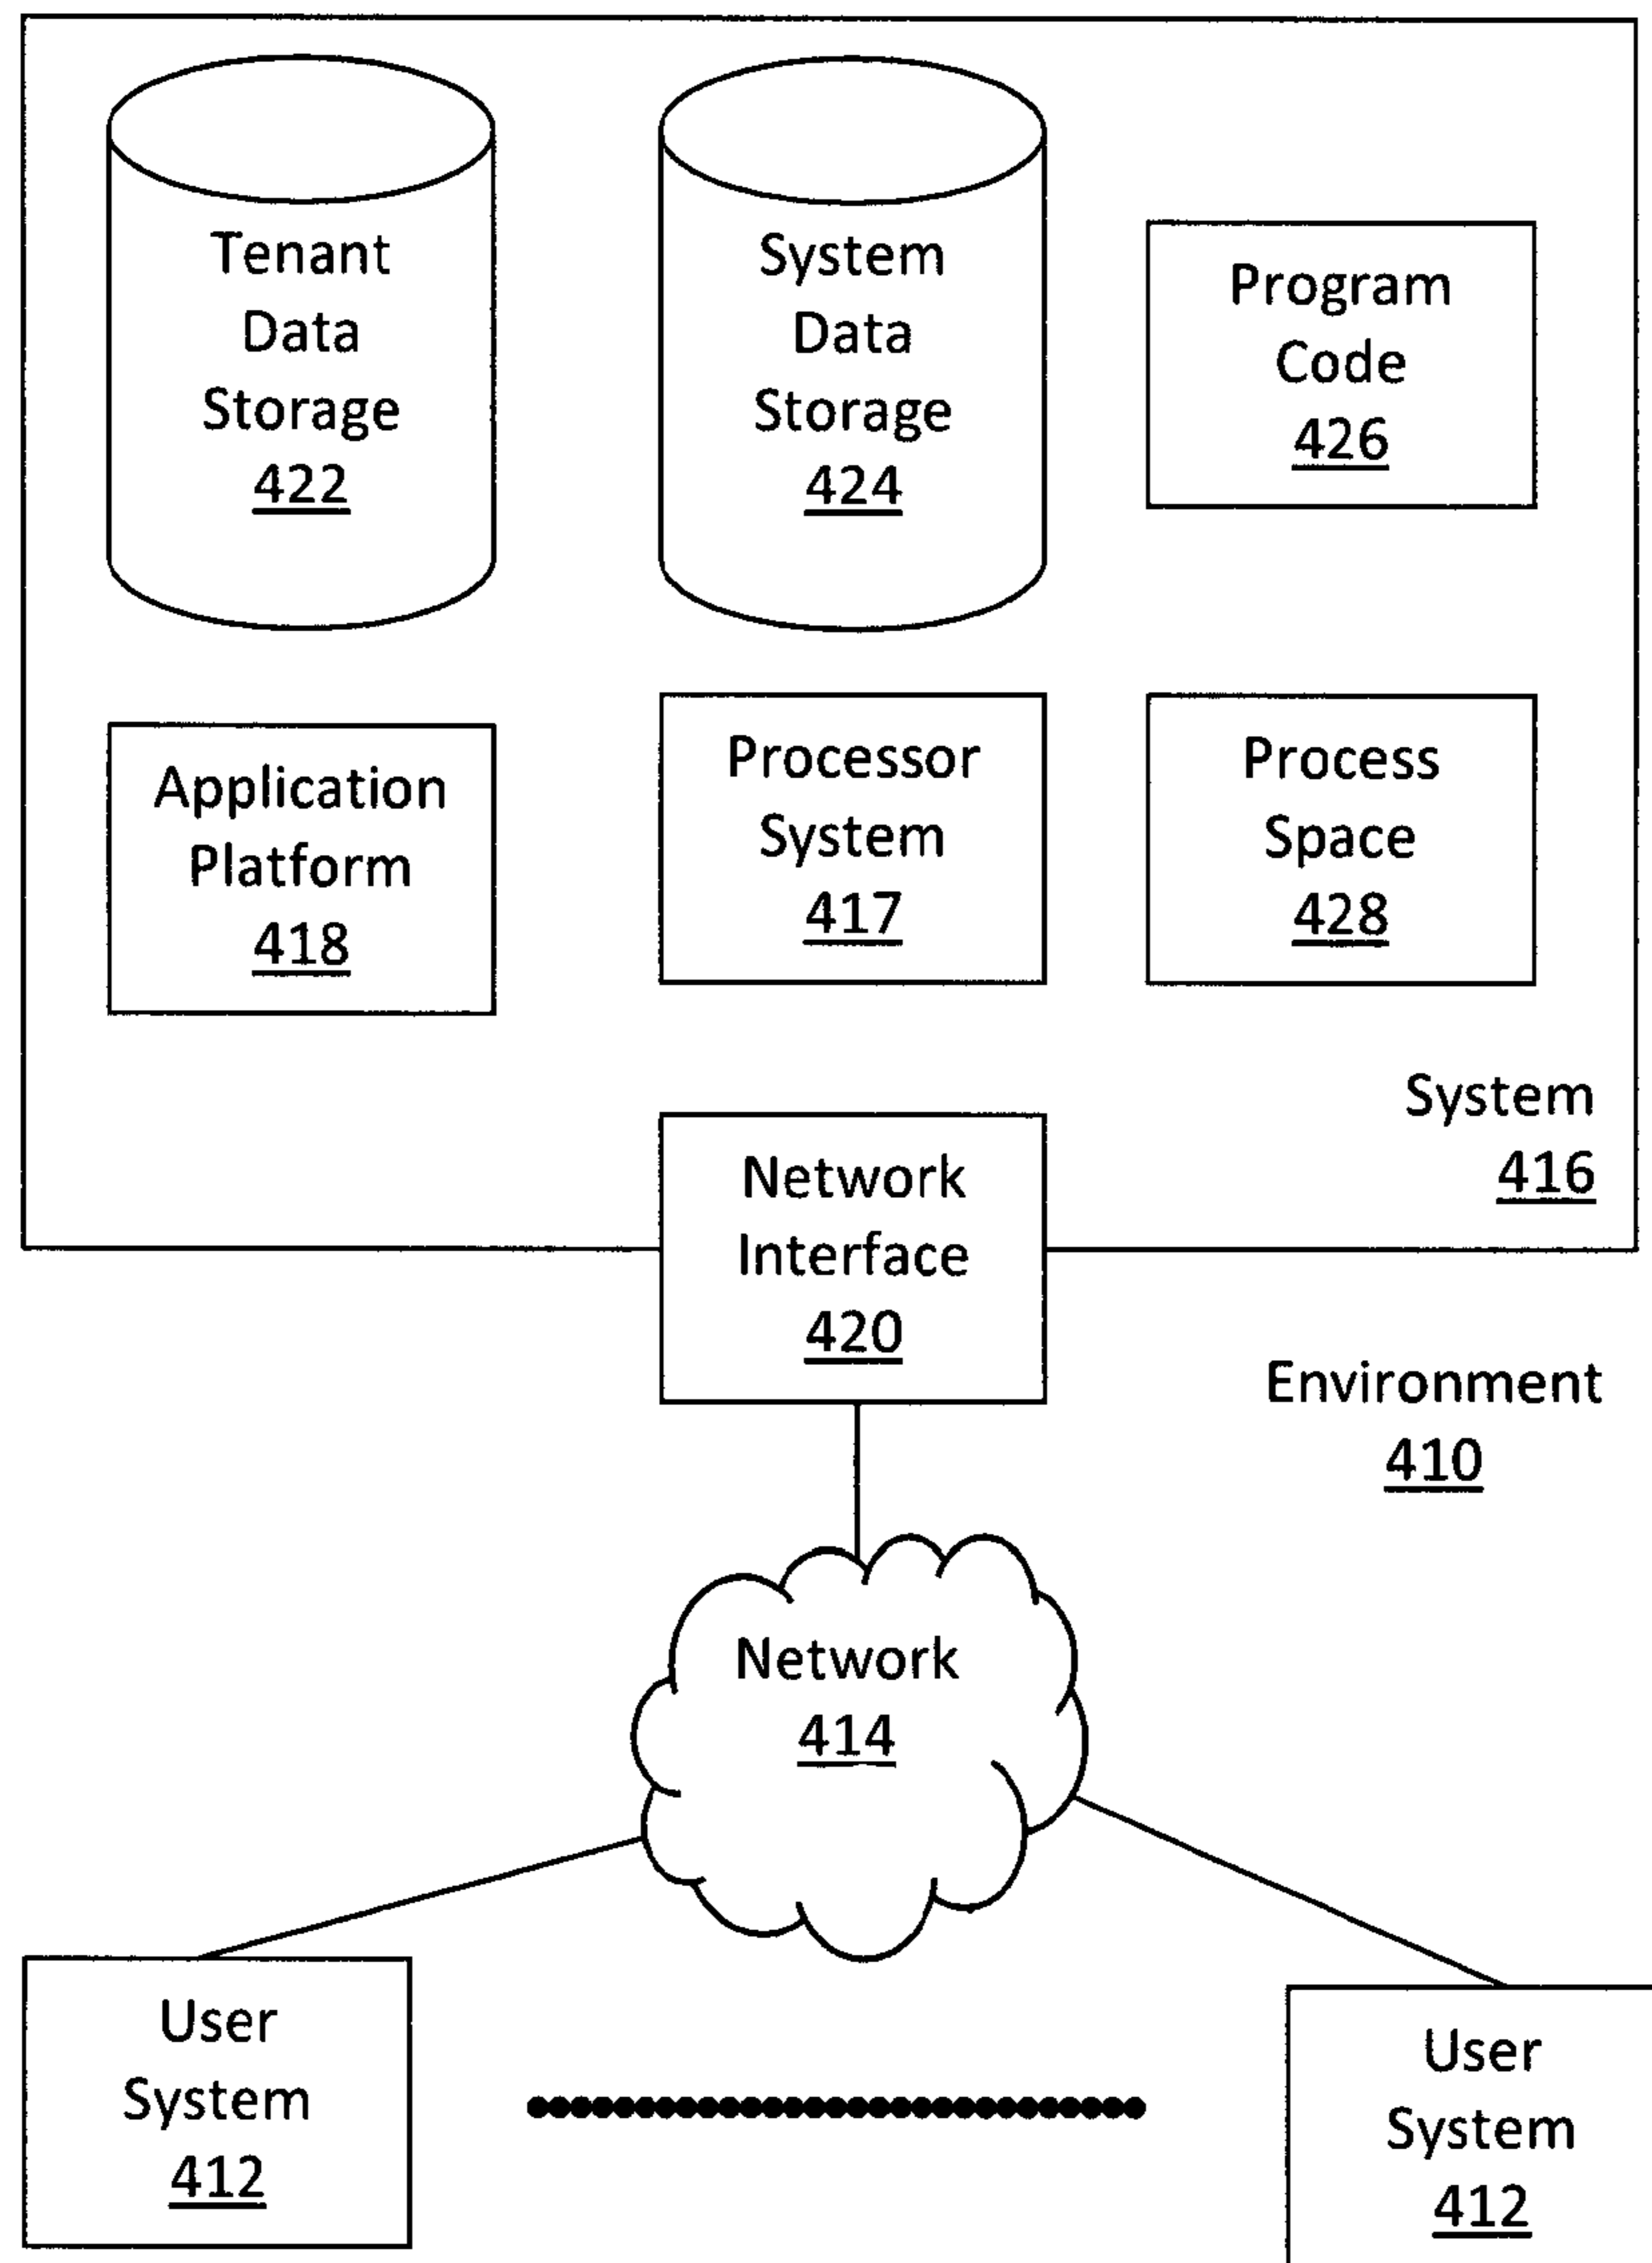 Tenant
Data
Storage
422
System
Data
Storage
424
Program
Code
426
Application
Platform
418
Processor
System
417
Process
Space
428
System
416
Network
Interface
420
Environment
410
Network
414
User
System
412
User
System
412